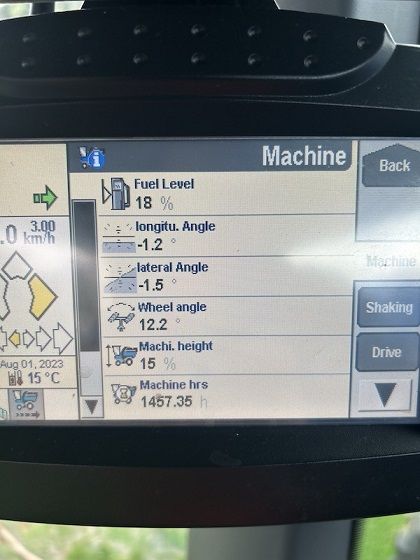 Machine
Back
Fuel Level
18 %
3.00
.0 km/h
longitu. Angle
-1.2 °
lateral Angle
-1.5 °
Machine
Wheel angle
12.2 °
Shaking
Machi. height
15 %
Drive
Aug 01, 2023
15 °C
Machine hrs
1457.35 h